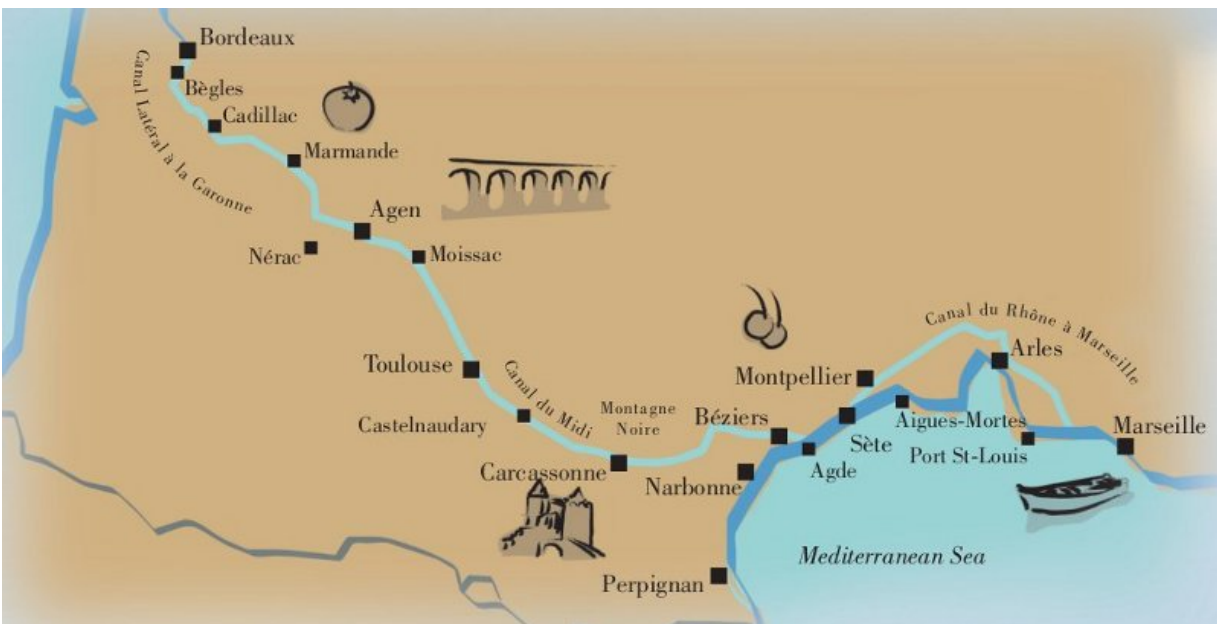 Bordeaux
Bègles
Canal Latéral à la Garonne
Cadillac
Marmande
Agen
Nérac
Moissac
Toulouse
Canal du Midi
Castelnaudary
Montagne
Noire
Carcassonne
Béziers
Narbonne
Perpignan
Montpellier
Sète
Agde
Aigues-Mortes
Port St-Louis
Canal du Rhône à Marseille
Arles
Marseille
Mediterranean Sea